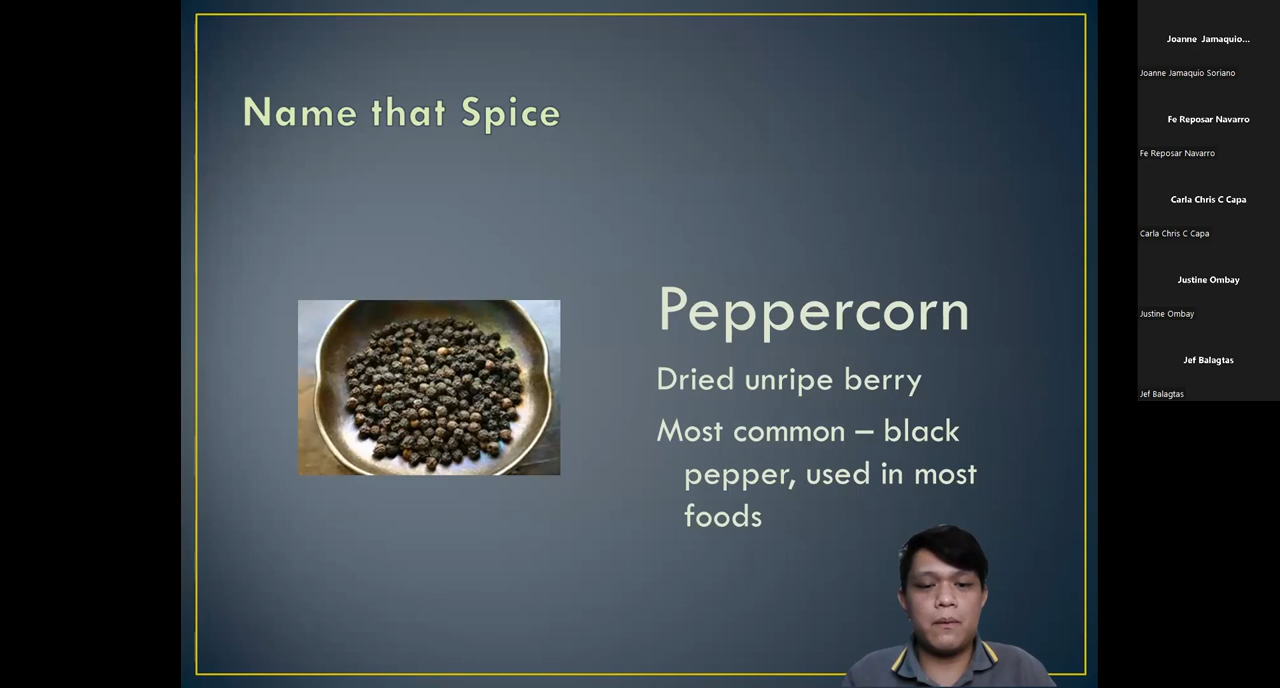 Name that Spice
Peppercorn
Dried unripe berry
Most common – black
pepper, used in most
foods
Joanne Jamaquio...
Joanne Jamaquio Soriano
Fe Reposar Navarro
Fe Reposar Navarro
Carla Chris C Capa
Carla Chris C Capa
Justine Ombay
Justine Ombay
Jef Balagtas
Jef Balagtas